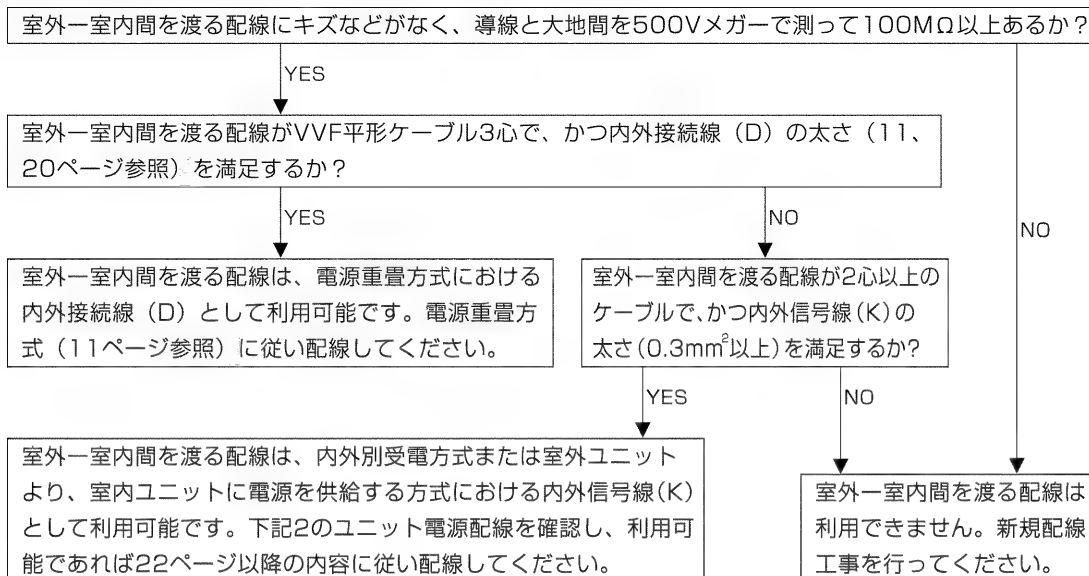 室外ー室内間を渡る配線にキズなどがなく、導線と大地間を500Vメガーで測って100MΩ以上あるか？
YES
室外ー室内間を渡る配線がVVF平形ケーブル3心で、かつ内外接続線（D）の太さ（11、
20ページ参照）を満足するか？
YES
NO
NO
室外ー室内間を渡る配線は、電源重畳方式における
内外接続線（D）として利用可能です。電源重畳方
式（11ページ参照）に従い配線してください。
室外ー室内間を渡る配線が2心以上の
ケーブルで、かつ内外信号線（K）の
太さ（0.3mm²以上）を満足するか？
YES
NO
室外ー室内間を渡る配線は、内外別受電方式または室外ユニット
より、室内ユニットに電源を供給する方式における内外信号線（K）
として利用可能です。下記2のユニット電源配線を確認し、利用可
能であれば22ページ以降の内容に従い配線してください。
室外ー室内間を渡る配線は
利用できません。新規配線
工事を行ってください。